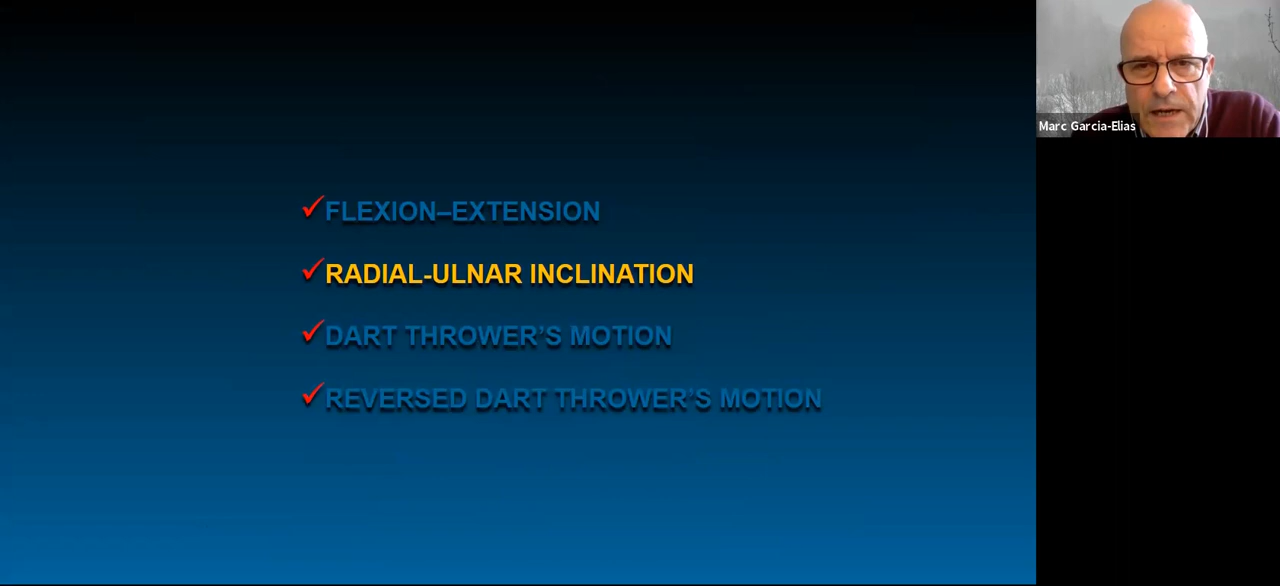 FLEXION–EXTENSION
RADIAL-ULNAR INCLINATION
DART THROWER’S MOTION
REVERSED DART THROWER’S MOTION
Marc Garcia-Elias